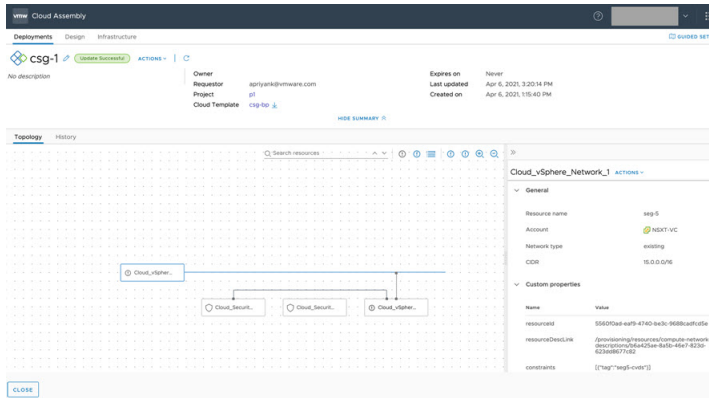 vmw Cloud Assembly
Deployments Design Infrastructure
GUIDED SET
csg-1 Update Successful ACTIONS
No description
Owner
Requestor apriyank@vmware.com
Project p1
Cloud Template csg-bp
Expires on Never
Last updated Apr 6, 2021, 3:20:14 PM
Created on Apr 6, 2021, 1:15:40 PM
HIDE SUMMARY
Topology History
Search resources
Cloud_vSpher...
Cloud_Securit...
Cloud_Securit...
Cloud_vSpher...
Cloud_vSphere_Network_1 ACTIONS
General
Resource name seg-5
Account NSXT-VC
Network type existing
CIDR 15.0.0.0/16
Custom properties
Name Value
resourceId 5560f0ad-eaf9-4740-be3c-9688cadfcd5e
resourceDescLink /provisioning/resources/compute-network-
descriptions/b6a425ae-8a5b-46e7-823d-
623dd8677c82
constraints [{"tag":"seg5-cvds"}]
CLOSE